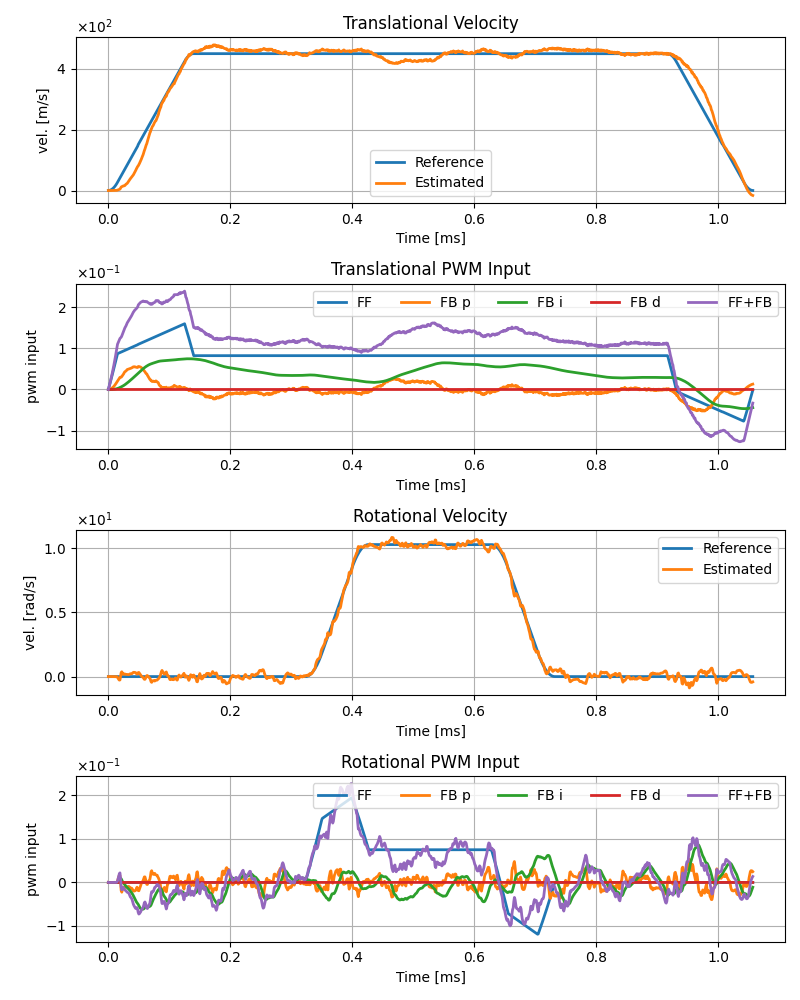 Translational Velocity
×10²
vel. [m/s]
4
2
0
Reference
Estimated
0.0 0.2 0.4 0.6 0.8 1.0
Time [ms]
Translational PWM Input
×10⁻¹
pwm input
2
1
0
−1
FF FB p FB i FB d FF+FB
0.0 0.2 0.4 0.6 0.8 1.0
Time [ms]
Rotational Velocity
×10¹
vel. [rad/s]
1.0
0.5
0.0
Reference
Estimated
0.0 0.2 0.4 0.6 0.8 1.0
Time [ms]
Rotational PWM Input
×10⁻¹
pwm input
2
1
0
−1
FF FB p FB i FB d FF+FB
0.0 0.2 0.4 0.6 0.8 1.0
Time [ms]